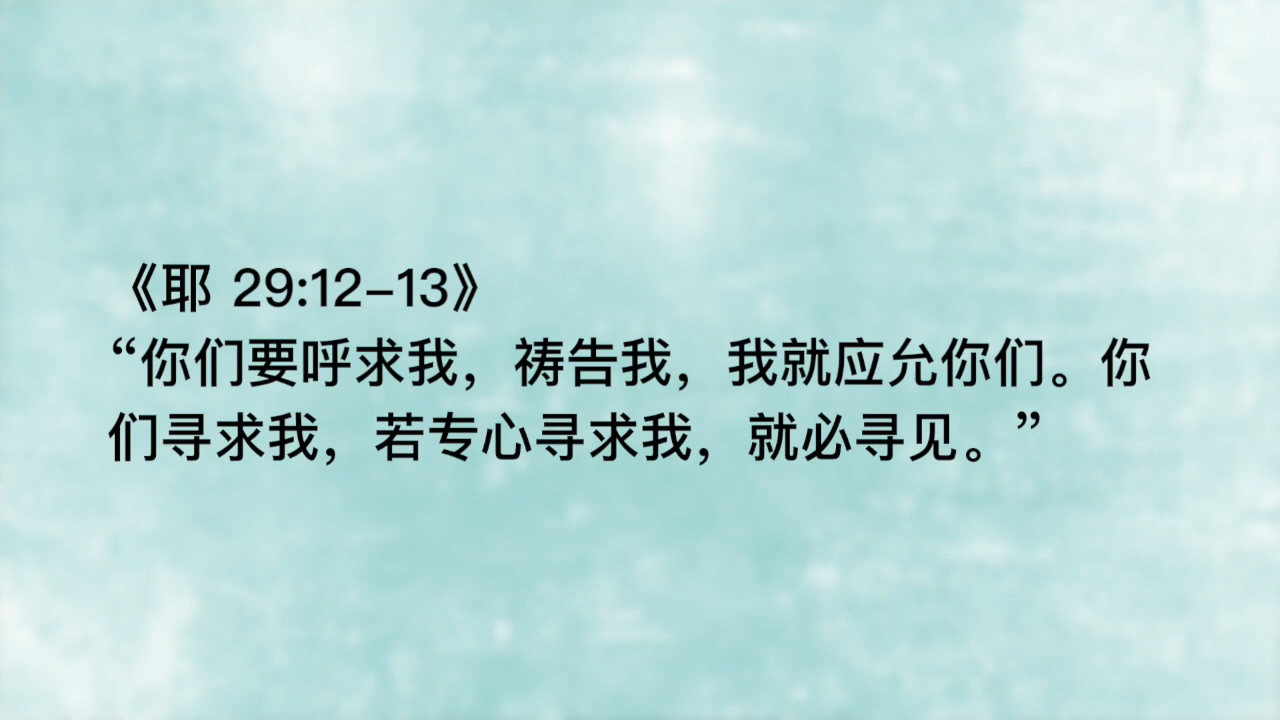 《耶 29:12–13》
“你们要呼求我，祷告我，我就应允你们。你
们寻求我，若专心寻求我，就必寻见。”